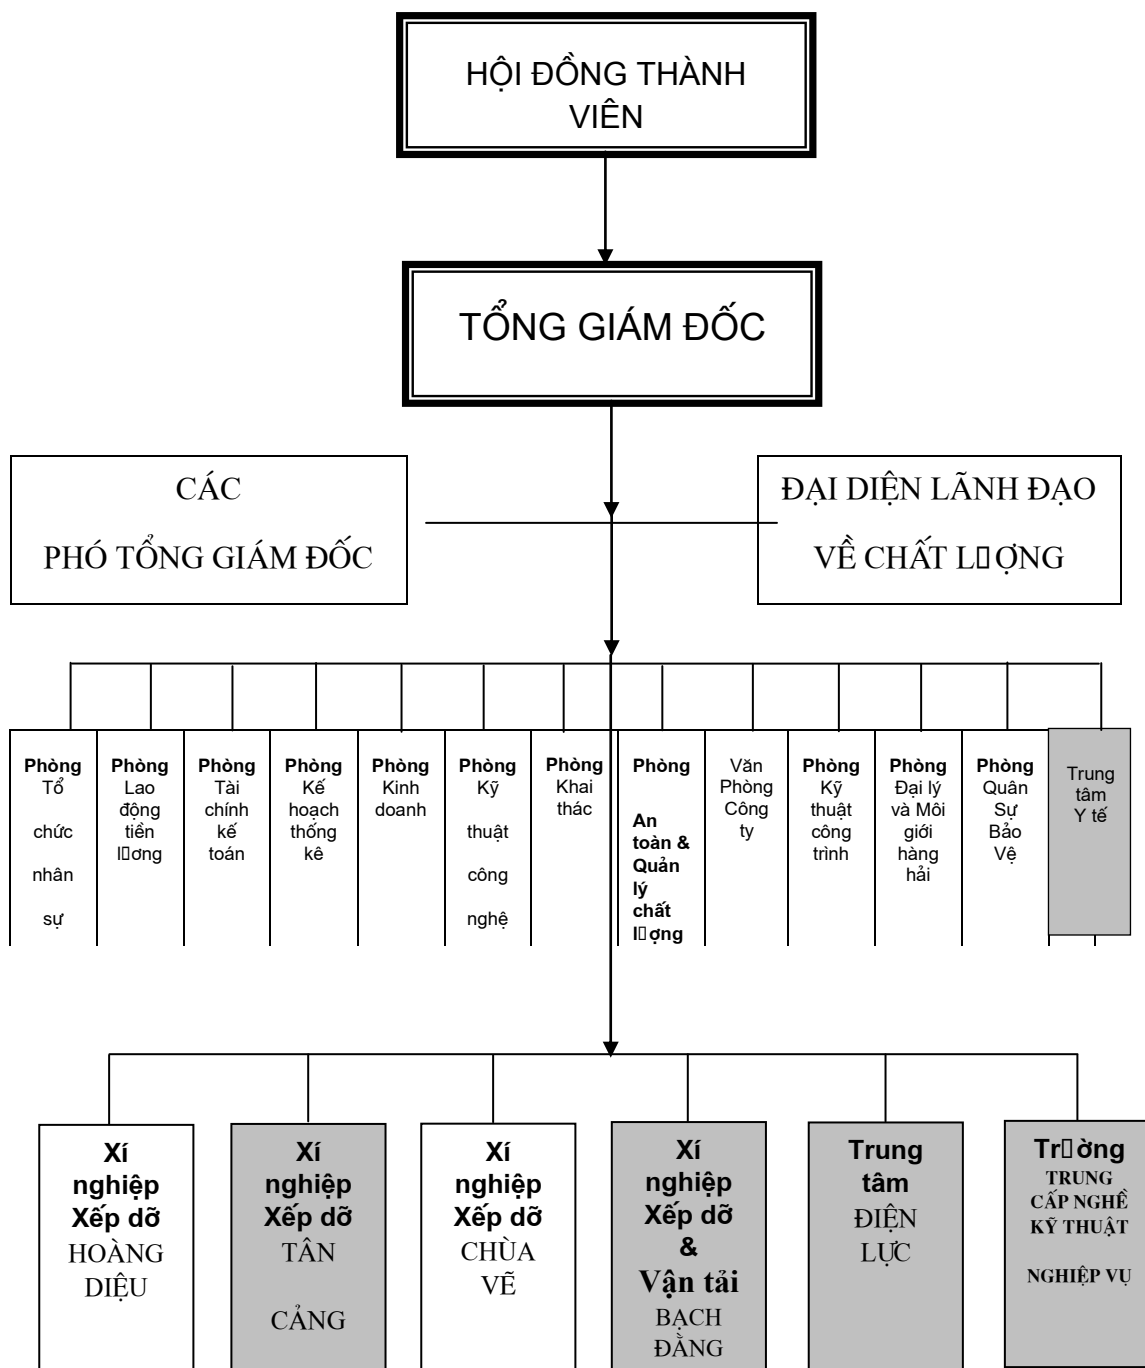 HỘI ĐỒNG THÀNH
VIÊN
TỔNG GIÁM ĐỐC
CÁC
PHÓ TỔNG GIÁM ĐỐC
ĐẠI DIỆN LÃNH ĐẠO
VỀ CHẤT L▯ỢNG
Phòng
Tổ
chức
nhân
sự
Phòng
Lao
động
tiền
l▯ơng
Phòng
Tài
chính
kế
toán
Phòng
Kế
hoạch
thống
kê
Phòng
Kinh
doanh
Phòng
Kỹ
thuật
công
nghệ
Phòng
Khai
thác
Phòng
An
toàn &
Quản
lý
chất
l▯ợng
Văn
Phòng
Công
ty
Phòng
Kỹ
thuật
công
trình
Phòng
Đại lý
và Môi
giới
hàng
hải
Phòng
Quân
Sự
Bảo
Vệ
Trung
tâm
Y tế
Xí
nghiệp
Xếp dỡ
HOÀNG
DIỆU
Xí
nghiệp
Xếp dỡ
TÂN
CẢNG
Xí
nghiệp
Xếp dỡ
CHÙA
VẼ
Xí
nghiệp
Xếp dỡ
&
Vận tải
BẠCH
ĐẰNG
Trung
tâm
ĐIỆN
LỰC
Tr▯ờng
TRUNG
CẤP NGHỀ
KỸ THUẬT
NGHIỆP VỤ